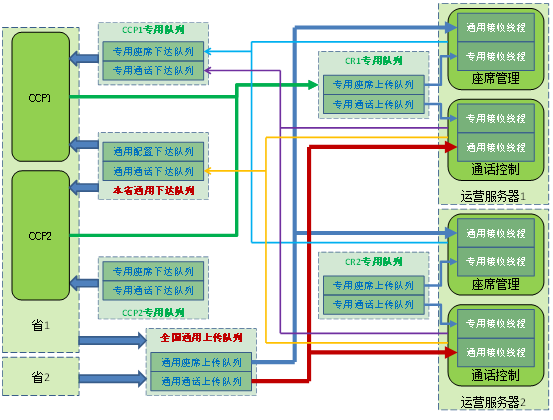 CCP1
CCP2
省1
省2
CCP1专用队列
专用座席下达队列
专用通话下达队列
通用配置下达队列
通用通话下达队列
本省通用下达队列
专用座席下达队列
专用通话下达队列
CCP2专用队列
全国通用上传队列
通用座席上传队列
通用通话上传队列
CR1专用队列
专用座席上传队列
专用通话上传队列
CR2专用队列
专用座席上传队列
专用通话上传队列
通用接收线程
专用接收线程
座席管理
专用接收线程
通用接收线程
通话控制
运营服务器1
通用接收线程
专用接收线程
座席管理
专用接收线程
通用接收线程
通话控制
运营服务器2